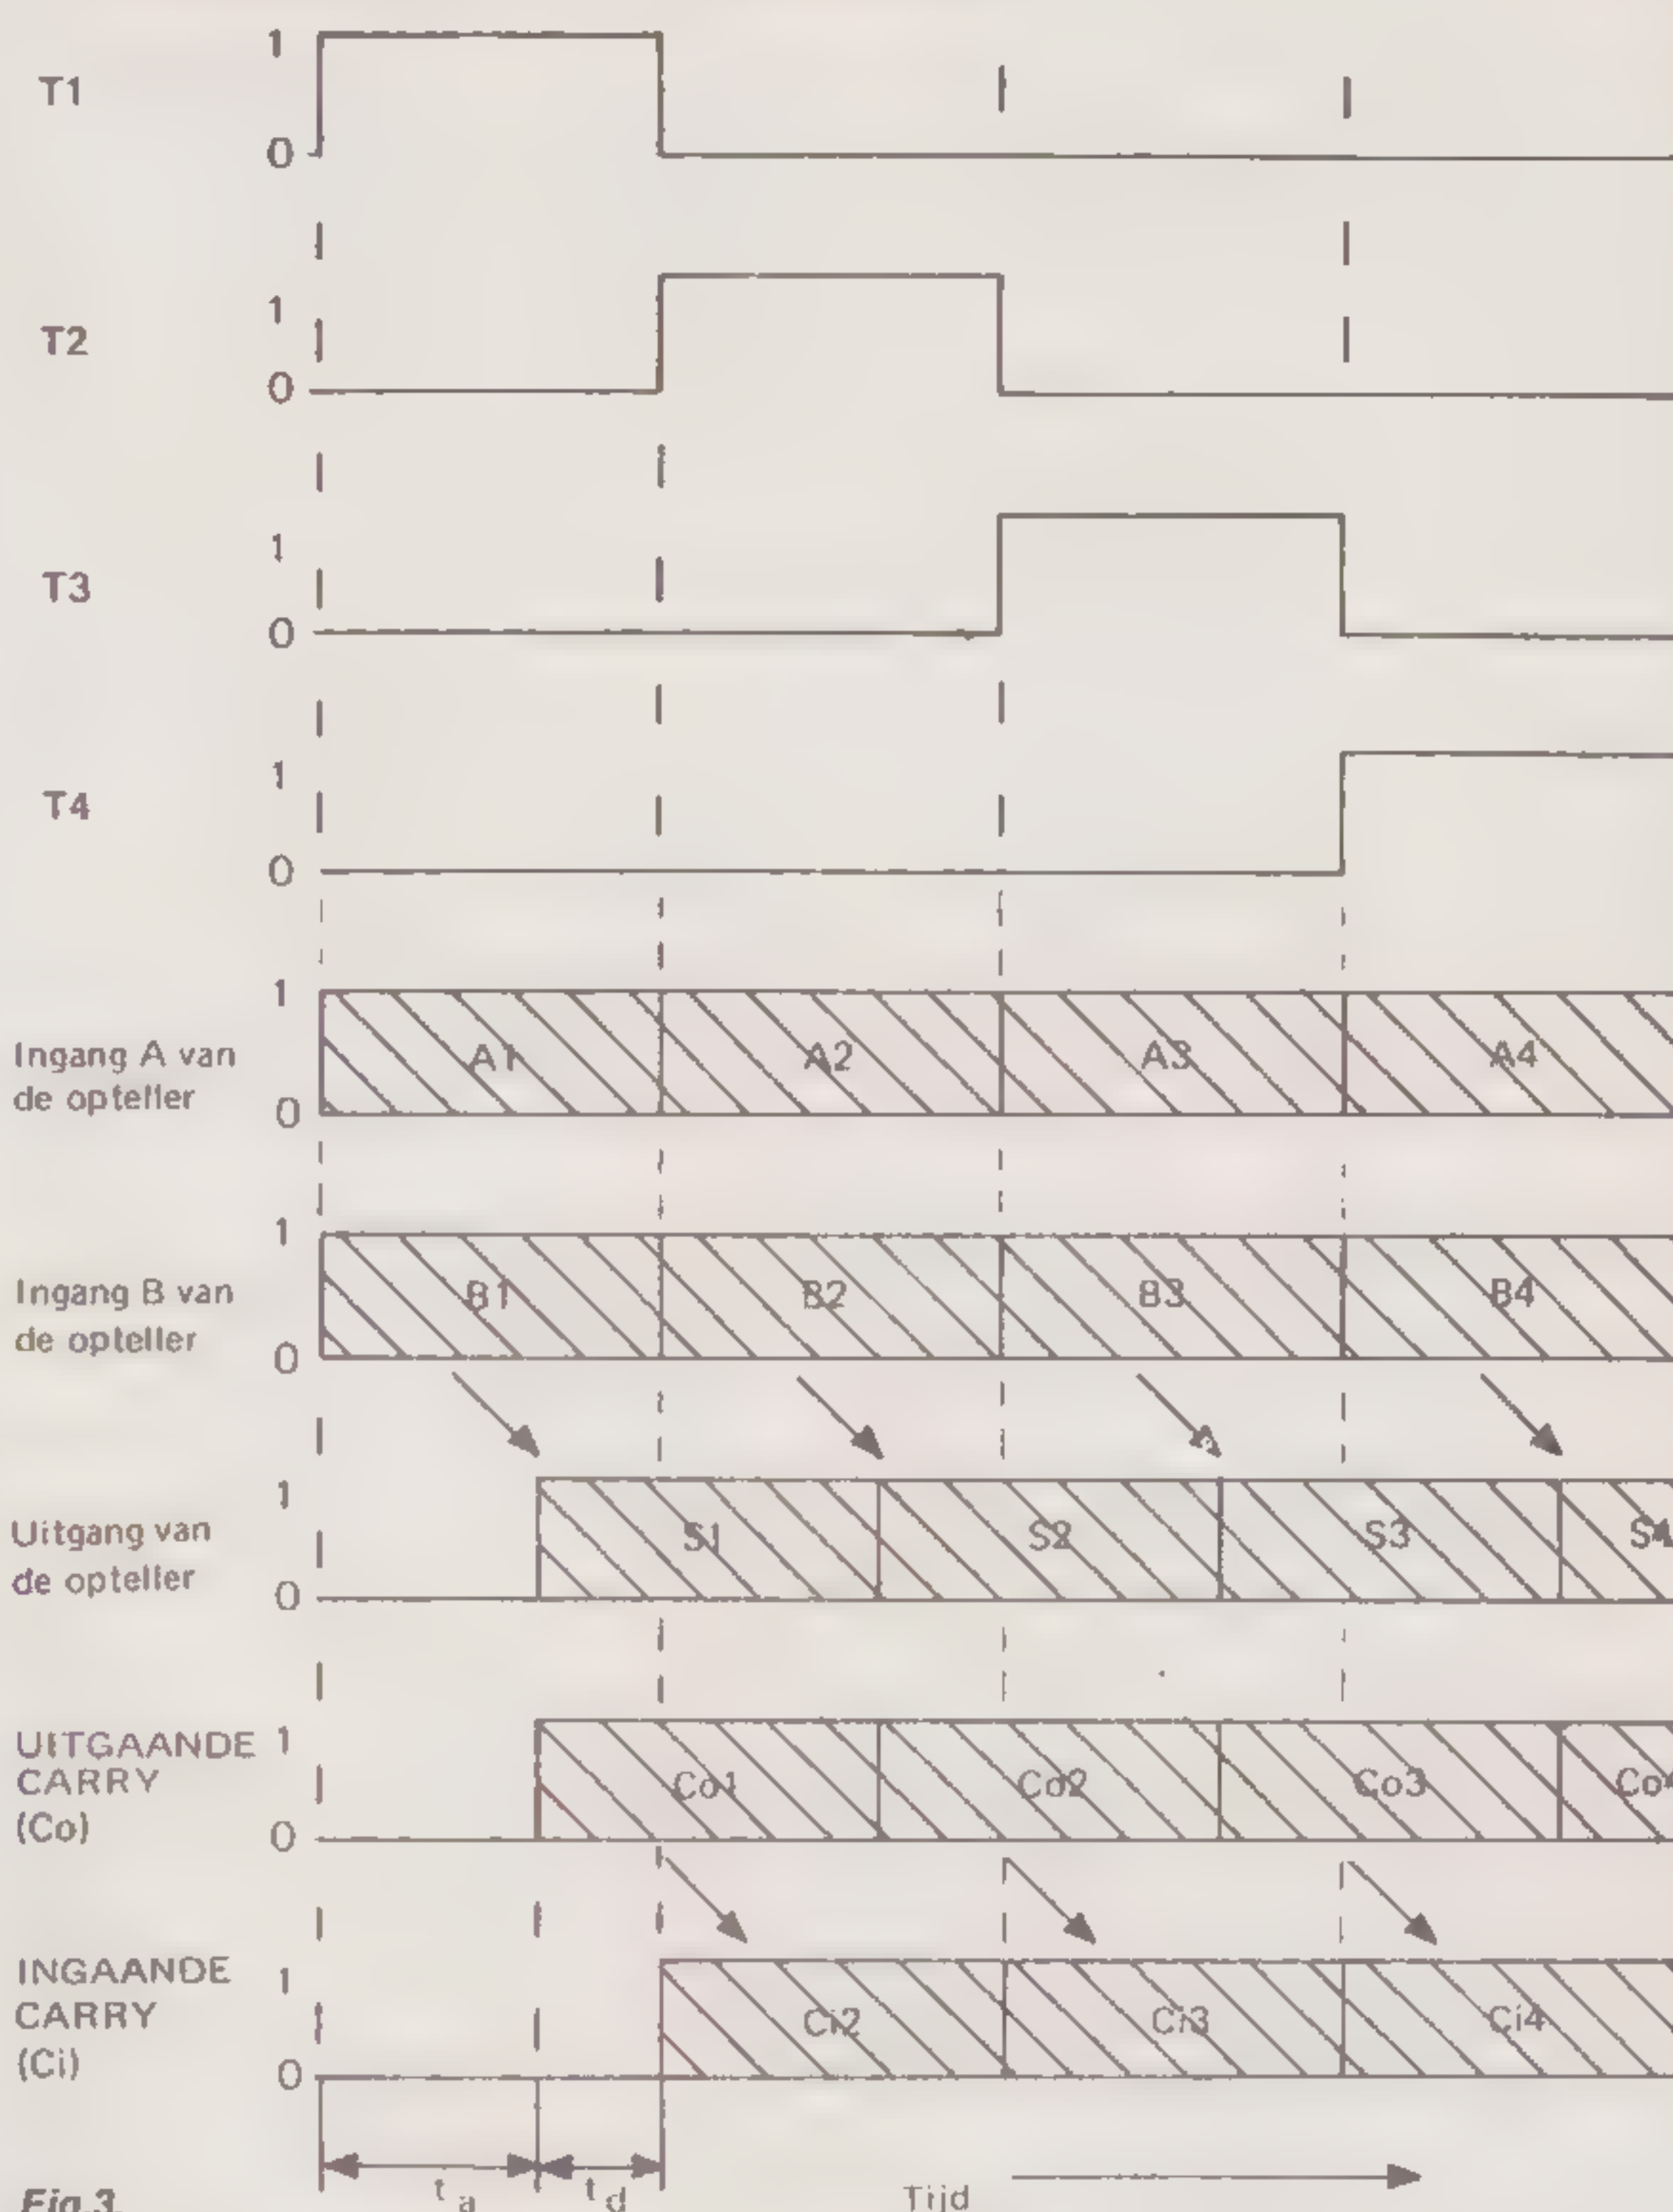 T1
1
0
T2
1
0
T3
1
0
T4
1
0
Ingang A van
de opteller
1
0
A1 A2 A3 A4
Ingang B van
de opteller
1
0
B1 B2 B3 B4
Uitgang van
de opteller
1
0
S1 S2 S3 S4
UITGAANDE
CARRY
(Co)
1
0
Co1 Co2 Co3
INGAANDE
CARRY
(Ci)
1
0
Ci2 Ci3 Ci4
ta td Tijd
Fig.3.